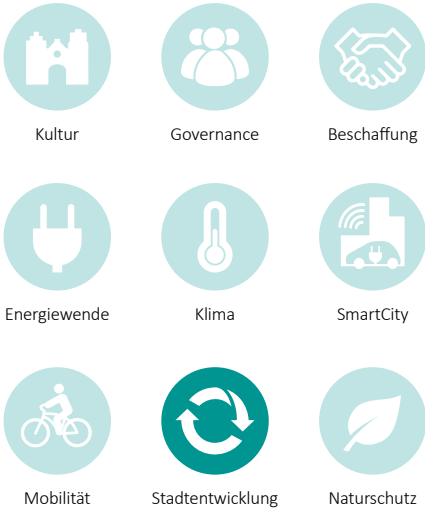 Kultur
Governance
Beschaffung
Energiewende
Klima
SmartCity
Mobilität
Stadtentwicklung
Naturschutz